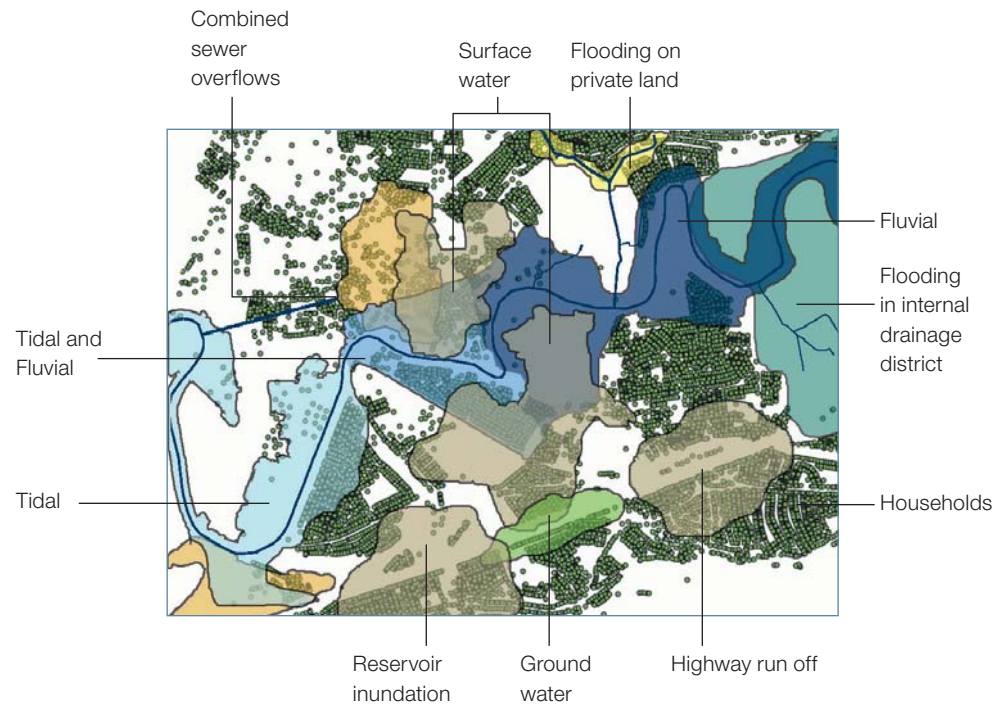 Combined
sewer
overflows
Surface
water
Flooding on
private land
Fluvial
Flooding
in internal
drainage
district
Tidal and
Fluvial
Tidal
Households
Reservoir
inundation
Ground
water
Highway run off